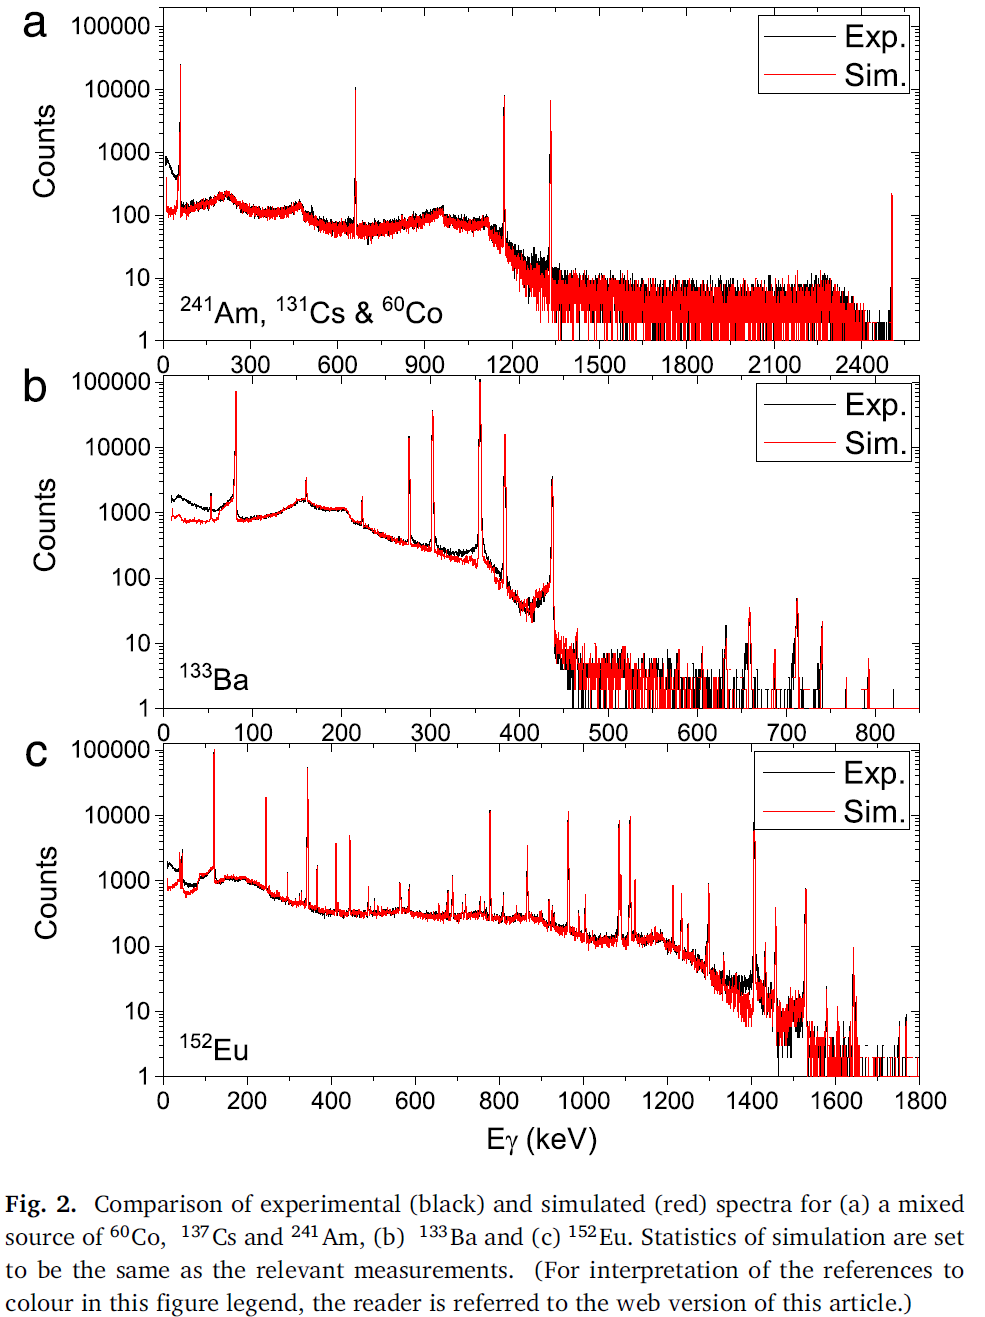 a
100000
10000
1000
100
10
1
Counts
Exp.
Sim.
241Am, 131Cs & 60Co
0 300 600 900 1200 1500 1800 2100 2400
b
100000
10000
1000
100
10
1
Counts
Exp.
Sim.
133Ba
0 100 200 300 400 500 600 700 800
c
100000
10000
1000
100
10
1
Counts
Exp.
Sim.
152Eu
0 200 400 600 800 1000 1200 1400 1600 1800
Eγ (keV)
Fig. 2. Comparison of experimental (black) and simulated (red) spectra for (a) a mixed
source of 60Co, 137Cs and 241Am, (b) 133Ba and (c) 152Eu. Statistics of simulation are set
to be the same as the relevant measurements. (For interpretation of the references to
colour in this figure legend, the reader is referred to the web version of this article.)